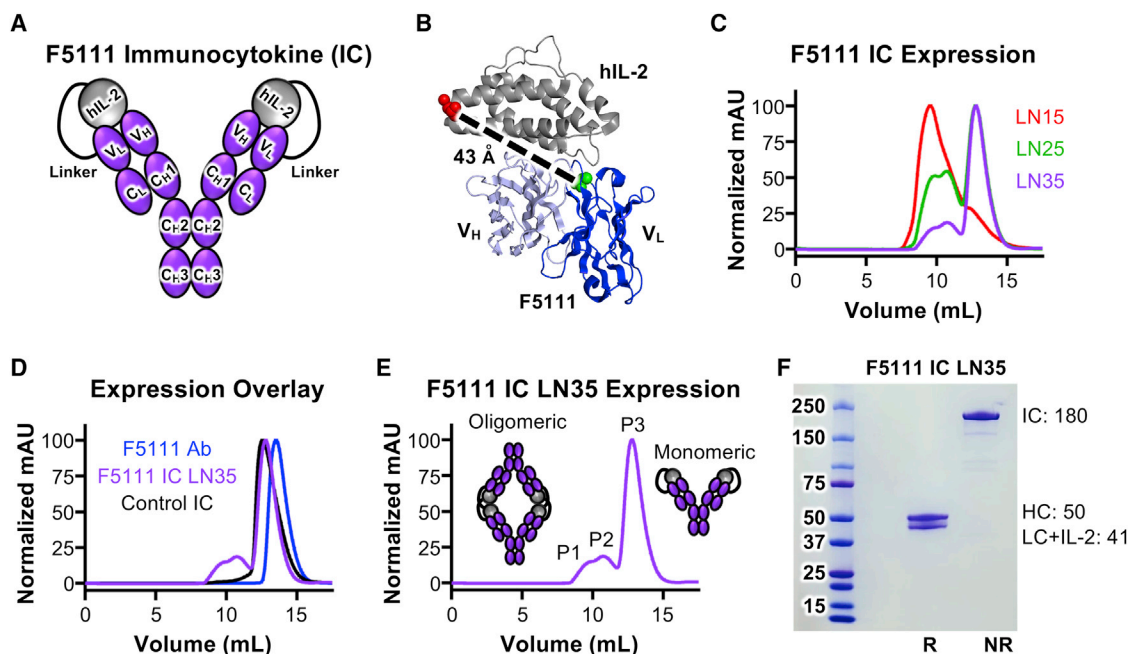 A
F5111 Immunocytokine (IC)
hIL-2
hIL-2
VL
VH
VH
VL
Linker
CL
CH1
CH1
CL
Linker
CH2
CH2
CH3
CH3
B
hIL-2
43 Å
VH
VL
F5111
C
F5111 IC Expression
Normalized mAU
100
75
50
25
0
LN15
LN25
LN35
0 5 10 15
Volume (mL)
D
Expression Overlay
Normalized mAU
100
75
50
25
0
F5111 Ab
F5111 IC LN35
Control IC
0 5 10 15
Volume (mL)
E
F5111 IC LN35 Expression
Normalized mAU
100
75
50
25
0
Oligomeric
P3
Monomeric
P1
P2
0 5 10 15
Volume (mL)
F
F5111 IC LN35
250
150
75
50
37
25
15
IC: 180
HC: 50
LC+IL-2: 41
R NR